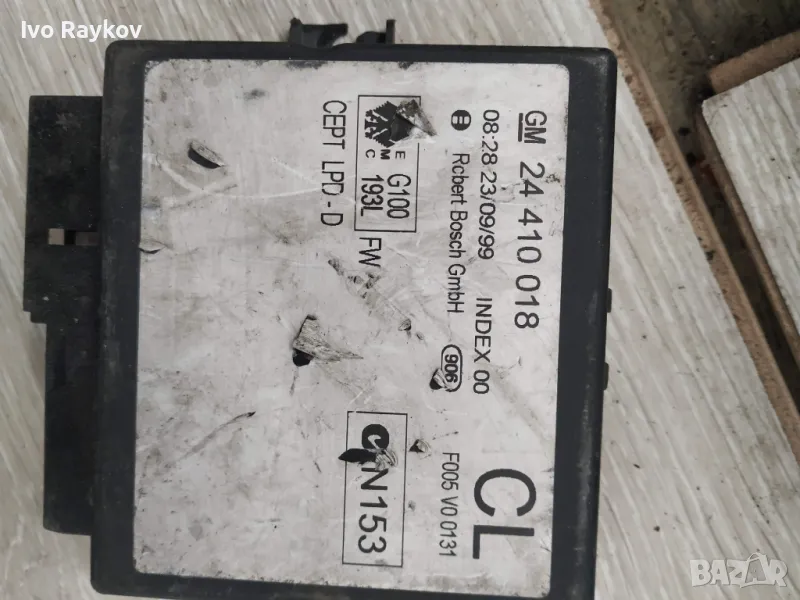 Ivo Raykov
GM 24 410 018
08:28 23/09/99 INDEX 00
Robert Bosch GmbH 906
CL
F005 V0 0131
E M C
G100
193L
FW
CEPT LPD-D
N153
BAZAR